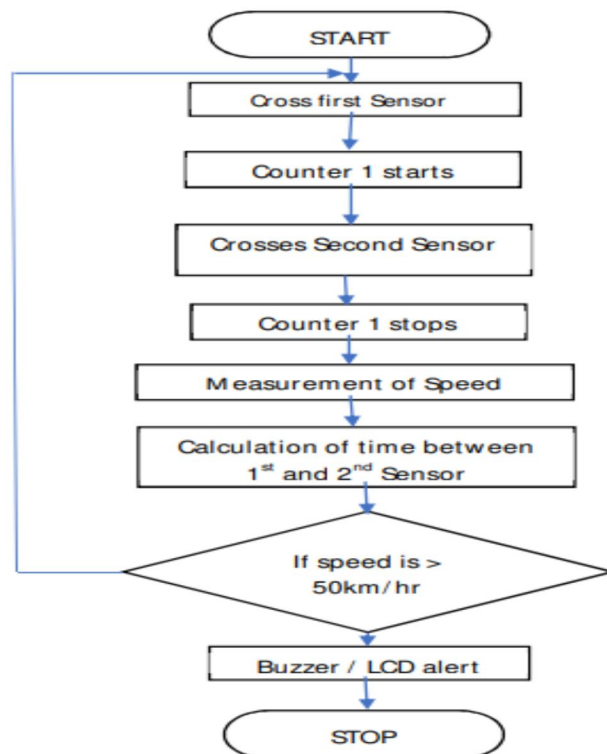 START
Cross first Sensor
Counter 1 starts
Crosses Second Sensor
Counter 1 stops
Measurement of Speed
Calculation of time between
1st and 2nd Sensor
If speed is >
50km/hr
Buzzer / LCD alert
STOP